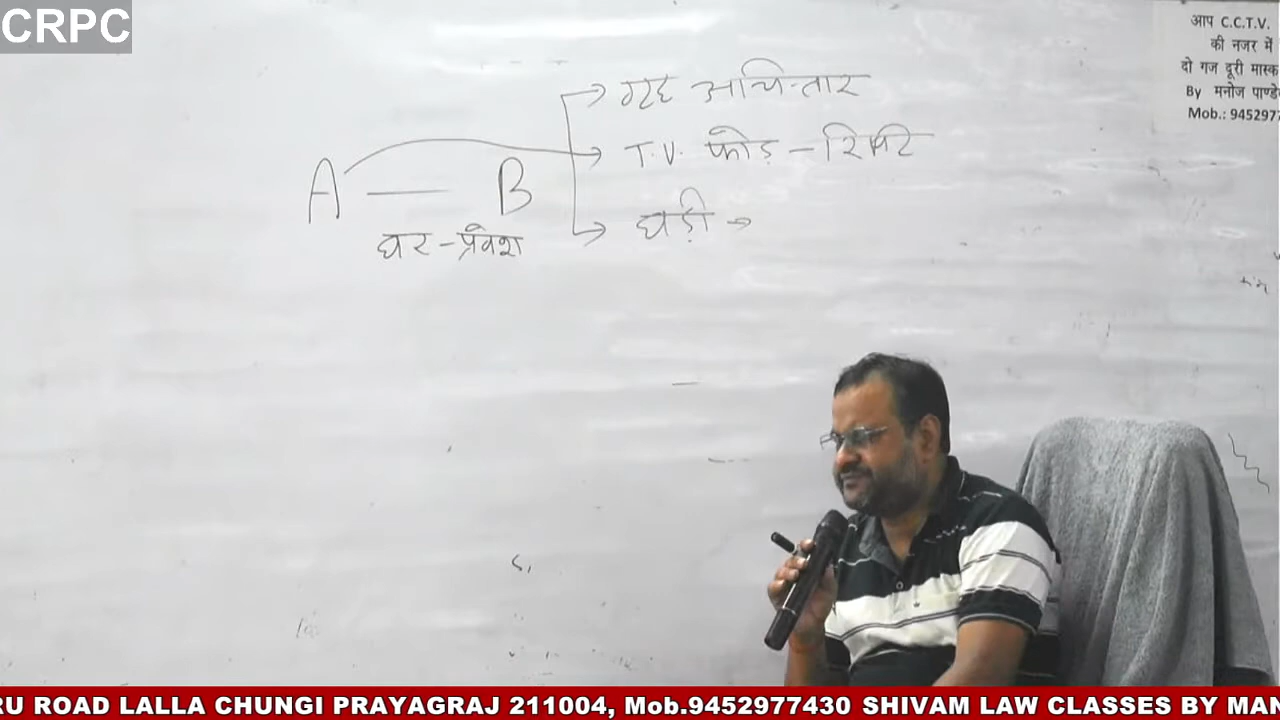 CRPC
आप C.C.T.V.
की नजर में
दो गज दूरी मास्क
By मनोज पाण्डे
Mob.: 945297
गृह अतिचार
A — B
T.V. फोड़ - रिष्टि
घर - प्रवेश
घड़ी →
RU ROAD LALLA CHUNGI PRAYAGRAJ 211004, Mob.9452977430 SHIVAM LAW CLASSES BY MAN